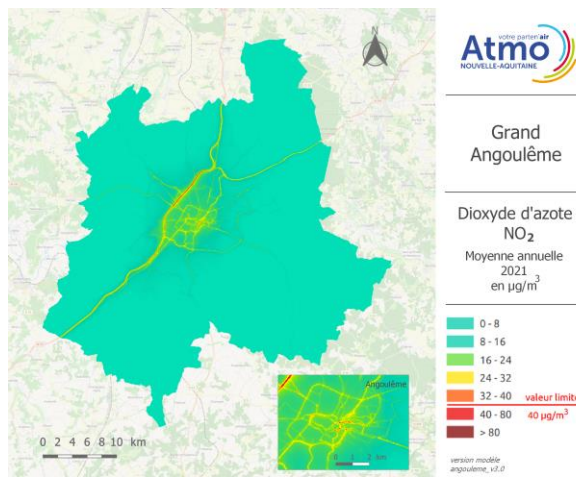 N
votre parten'air
Atmo
NOUVELLE-AQUITAINE
Grand
Angoulême
Dioxyde d'azote
NO2
Moyenne annuelle
2021
en µg/m3
0 - 8
8 - 16
16 - 24
24 - 32
32 - 40 valeur limite
40 - 80 40 µg/m3
> 80
version modèle
angouleme_v3.0
Angoulême
0 1 2 km
0 2 4 6 8 10 km